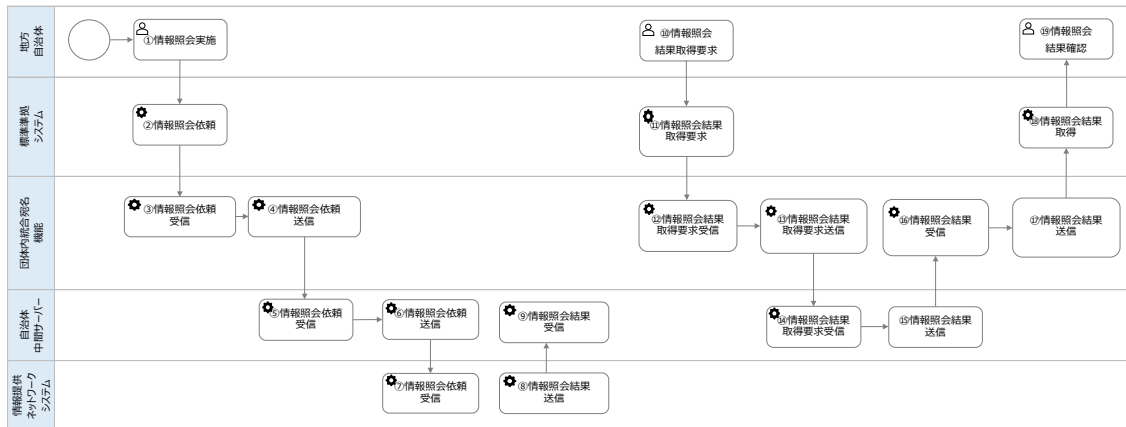 地方
自治体
①情報照会実施
⑩情報照会
結果取得要求
⑲情報照会
結果確認
標準準拠
システム
②情報照会依頼
⑪情報照会結果
取得要求
⑱情報照会結果
取得
団体内統合宛名
機能
③情報照会依頼
受信
④情報照会依頼
送信
⑫情報照会結果
取得要求受信
⑬情報照会結果
取得要求送信
⑯情報照会結果
受信
⑰情報照会結果
送信
自治体
中間サーバー
⑤情報照会依頼
受信
⑥情報照会依頼
送信
⑨情報照会結果
受信
⑭情報照会結果
取得要求受信
⑮情報照会結果
送信
情報提供
ネットワーク
システム
⑦情報照会依頼
受信
⑧情報照会結果
送信